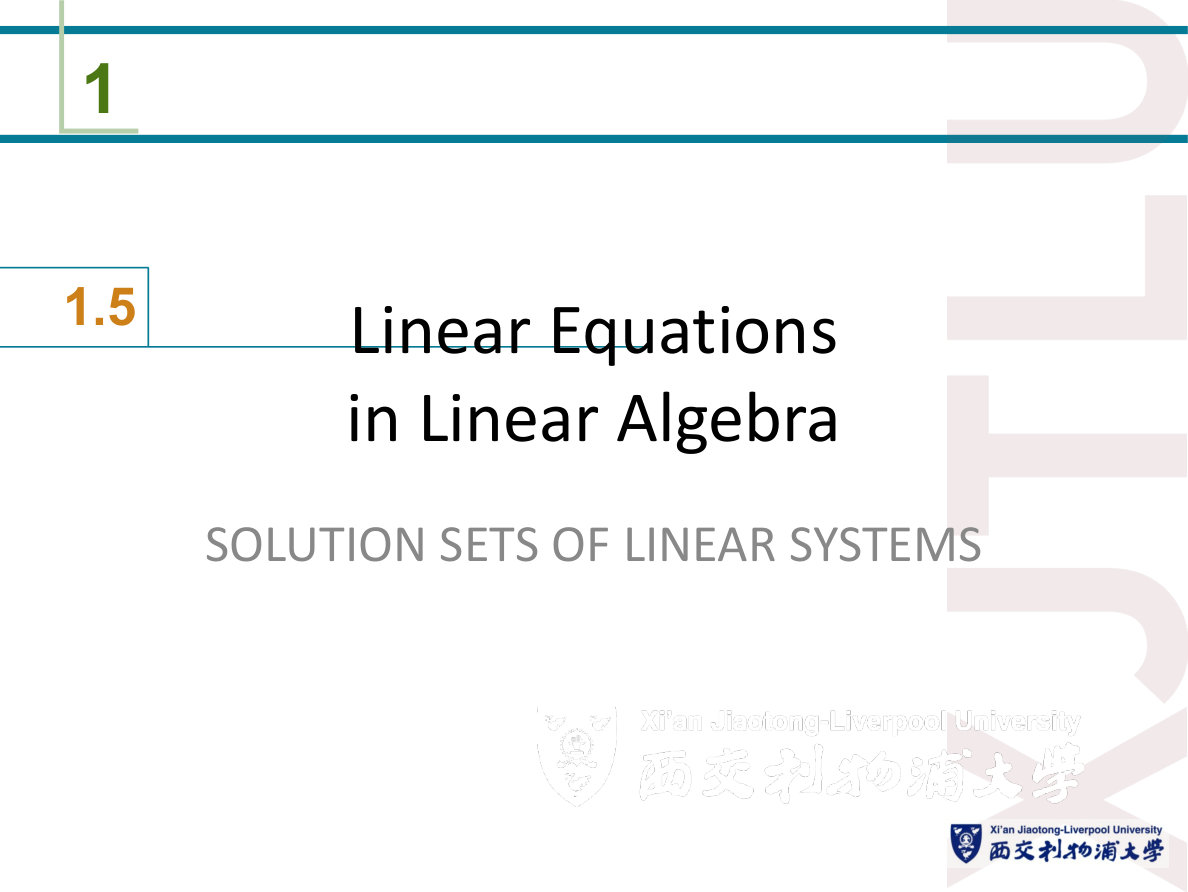 1
1.5
Linear Equations
in Linear Algebra
SOLUTION SETS OF LINEAR SYSTEMS
Xi'an Jiaotong-Liverpool University
西交利物浦大學
Xi'an Jiaotong-Liverpool University
西交利物浦大學
XJTLU